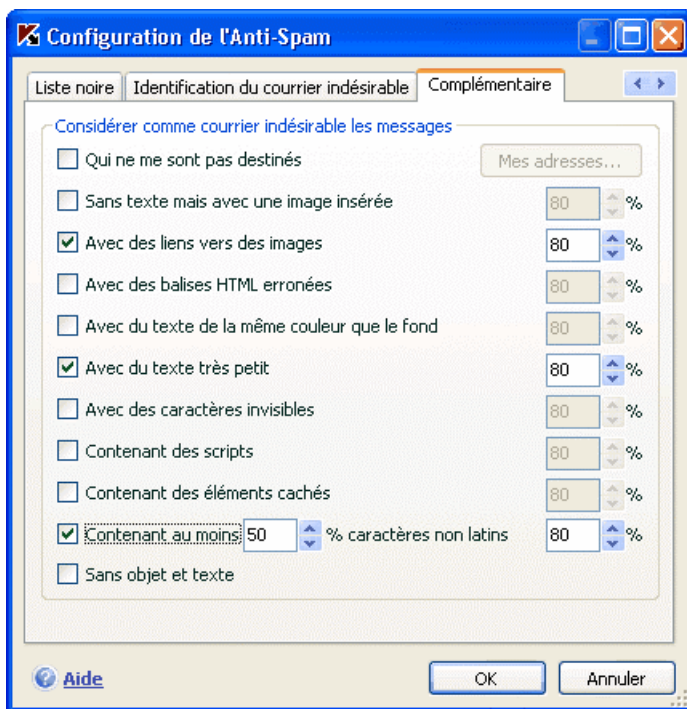 Configuration de l'Anti-Spam
Liste noire Identification du courrier indésirable Complémentaire
Considérer comme courrier indésirable les messages
Qui ne me sont pas destinés Mes adresses...
Sans texte mais avec une image insérée 80 %
Avec des liens vers des images 80 %
Avec des balises HTML erronées 80 %
Avec du texte de la même couleur que le fond 80 %
Avec du texte très petit 80 %
Avec des caractères invisibles 80 %
Contenant des scripts 80 %
Contenant des éléments cachés 80 %
Contenant au moins 50 % caractères non latins 80 %
Sans objet et texte
Aide OK Annuler